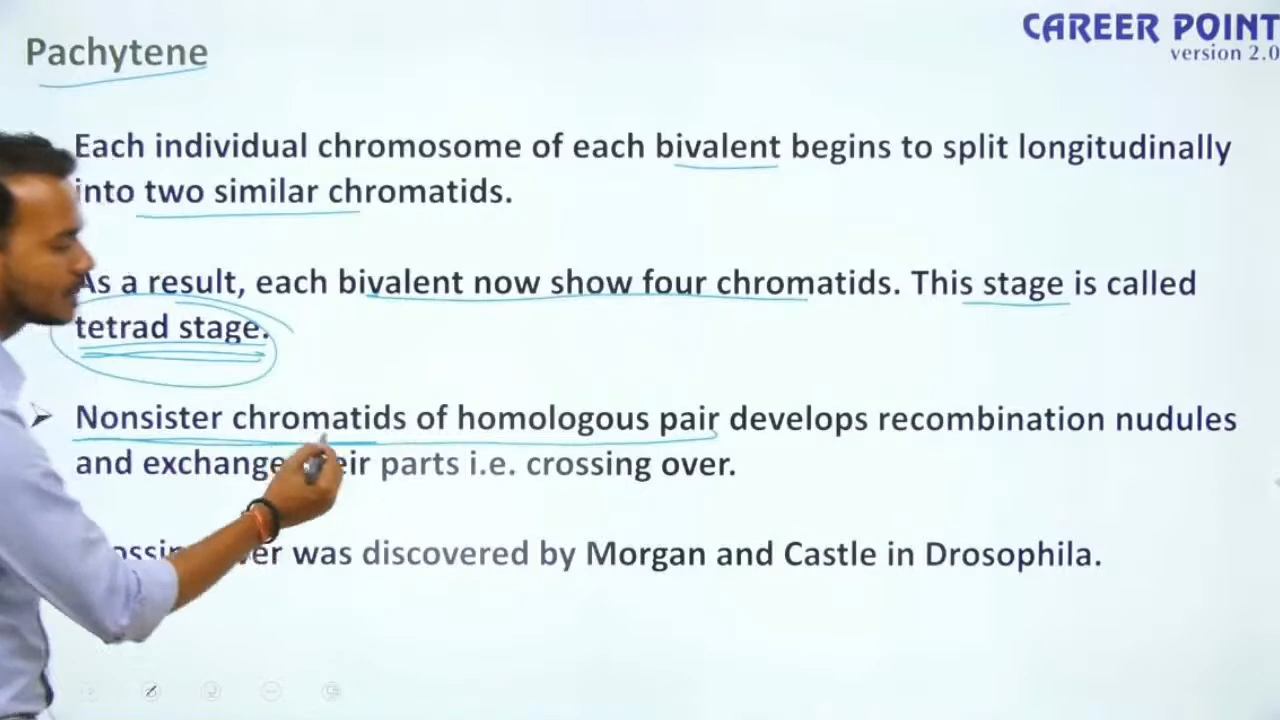 Pachytene
CAREER POINT
version 2.0
Each individual chromosome of each bivalent begins to split longitudinally
into two similar chromatids.
As a result, each bivalent now show four chromatids. This stage is called
tetrad stage.
Nonsister chromatids of homologous pair develops recombination nudules
and exchange parts i.e. crossing over.
was discovered by Morgan and Castle in Drosophila.